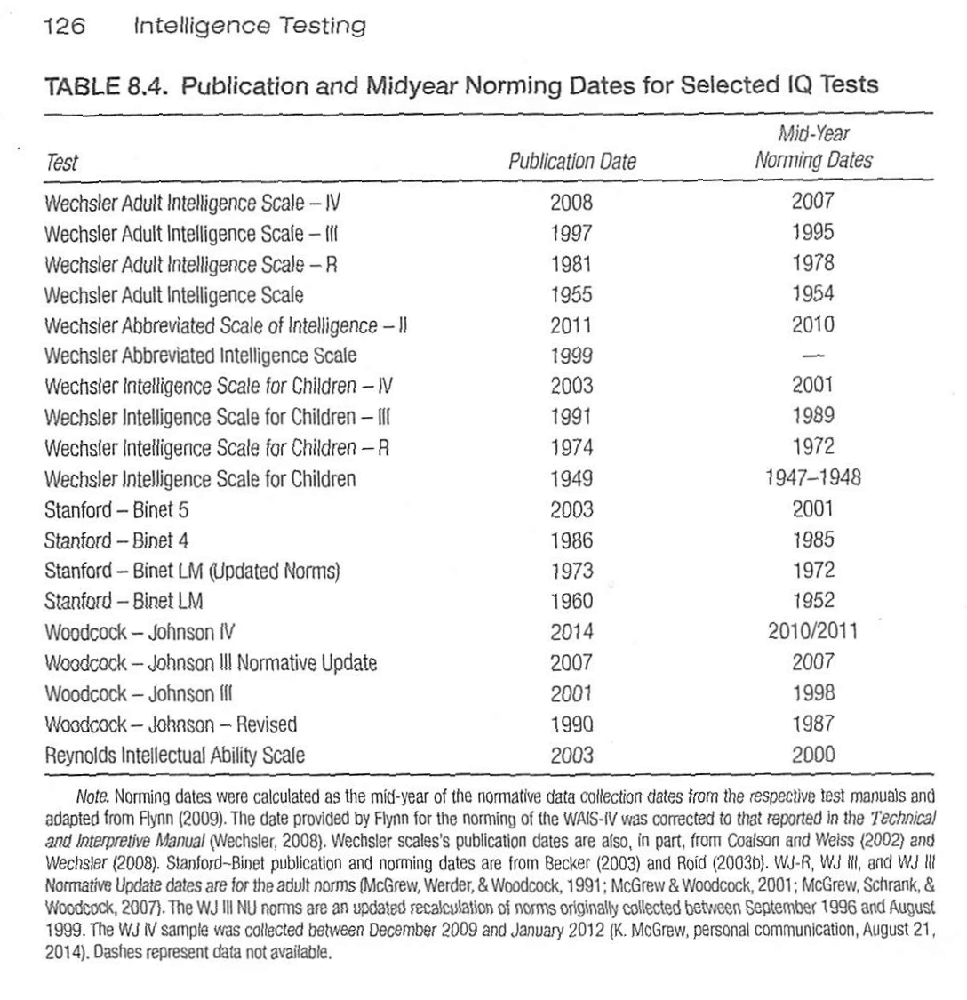 126 Intelligence Testing
TABLE 8.4. Publication and Midyear Norming Dates for Selected IQ Tests
Mid-Year
Test Publication Date Norming Dates
Wechsler Adult Intelligence Scale – IV 2008 2007
Wechsler Adult Intelligence Scale – III 1997 1995
Wechsler Adult Intelligence Scale – R 1981 1978
Wechsler Adult Intelligence Scale 1955 1954
Wechsler Abbreviated Scale of Intelligence – II 2011 2010
Wechsler Abbreviated Intelligence Scale 1999 —
Wechsler Intelligence Scale for Children – IV 2003 2001
Wechsler Intelligence Scale for Children – III 1991 1989
Wechsler Intelligence Scale for Children – R 1974 1972
Wechsler Intelligence Scale for Children 1949 1947–1948
Stanford – Binet 5 2003 2001
Stanford – Binet 4 1986 1985
Stanford – Binet LM (Updated Norms) 1973 1972
Stanford – Binet LM 1960 1952
Woodcock – Johnson IV 2014 2010/2011
Woodcock – Johnson III Normative Update 2007 2007
Woodcock – Johnson III 2001 1998
Woodcock – Johnson – Revised 1990 1987
Reynolds Intellectual Ability Scale 2003 2000
Note. Norming dates were calculated as the mid-year of the normative data collection dates from the respective test manuals and
adapted from Flynn (2009). The date provided by Flynn for the norming of the WAIS-IV was corrected to that reported in the Technical
and Interpretive Manual (Wechsler, 2008). Wechsler scales's publication dates are also, in part, from Coalson and Weiss (2002) and
Wechsler (2008). Stanford–Binet publication and norming dates are from Becker (2003) and Roid (2003b). WJ-R, WJ III, and WJ III
Normative Update dates are for the adult norms (McGrew, Werder, & Woodcock, 1991; McGrew & Woodcock, 2001; McGrew, Schrank, &
Woodcock, 2007). The WJ III NU norms are an updated recalculation of norms originally collected between September 1996 and August
1999. The WJ IV sample was collected between December 2009 and January 2012 (K. McGrew, personal communication, August 21,
2014). Dashes represent data not available.